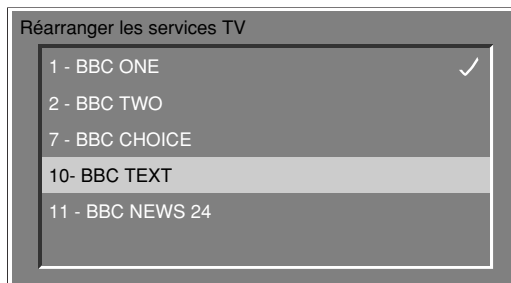 Réarranger les services TV
1 - BBC ONE
2 - BBC TWO
7 - BBC CHOICE
10- BBC TEXT
11 - BBC NEWS 24